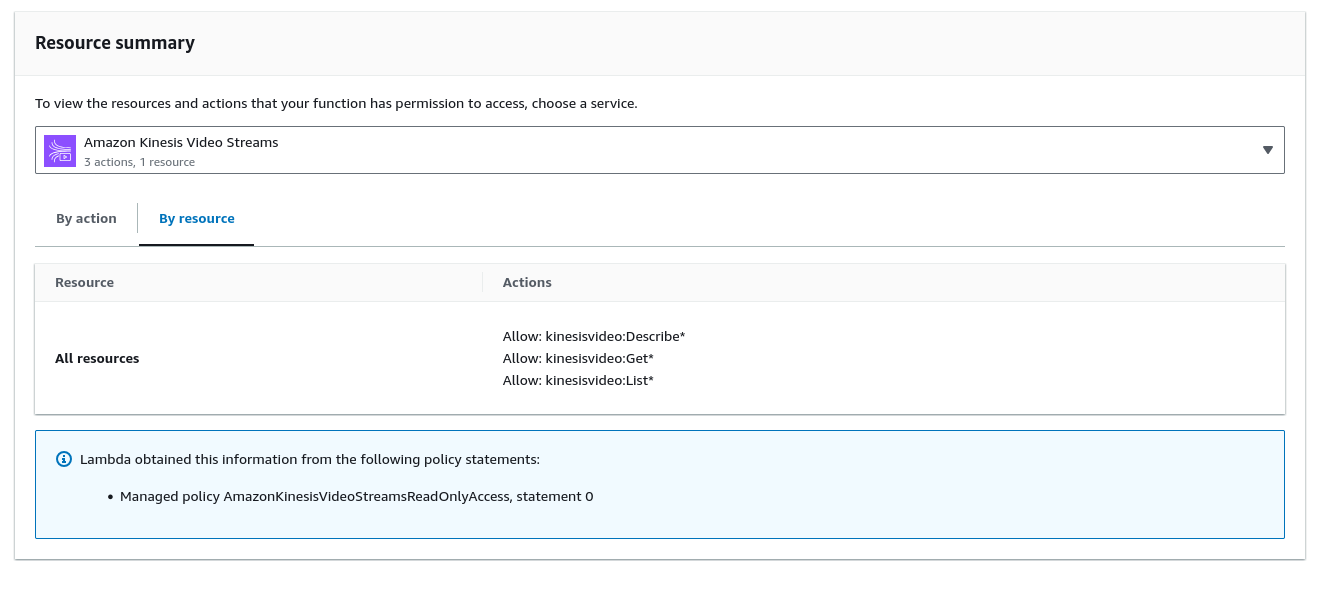 Resource summary
To view the resources and actions that your function has permission to access, choose a service.
Amazon Kinesis Video Streams
3 actions, 1 resource
By action
By resource
Resource
Actions
All resources
Allow: kinesisvideo:Describe*
Allow: kinesisvideo:Get*
Allow: kinesisvideo:List*
Lambda obtained this information from the following policy statements:
• Managed policy AmazonKinesisVideoStreamsReadOnlyAccess, statement 0